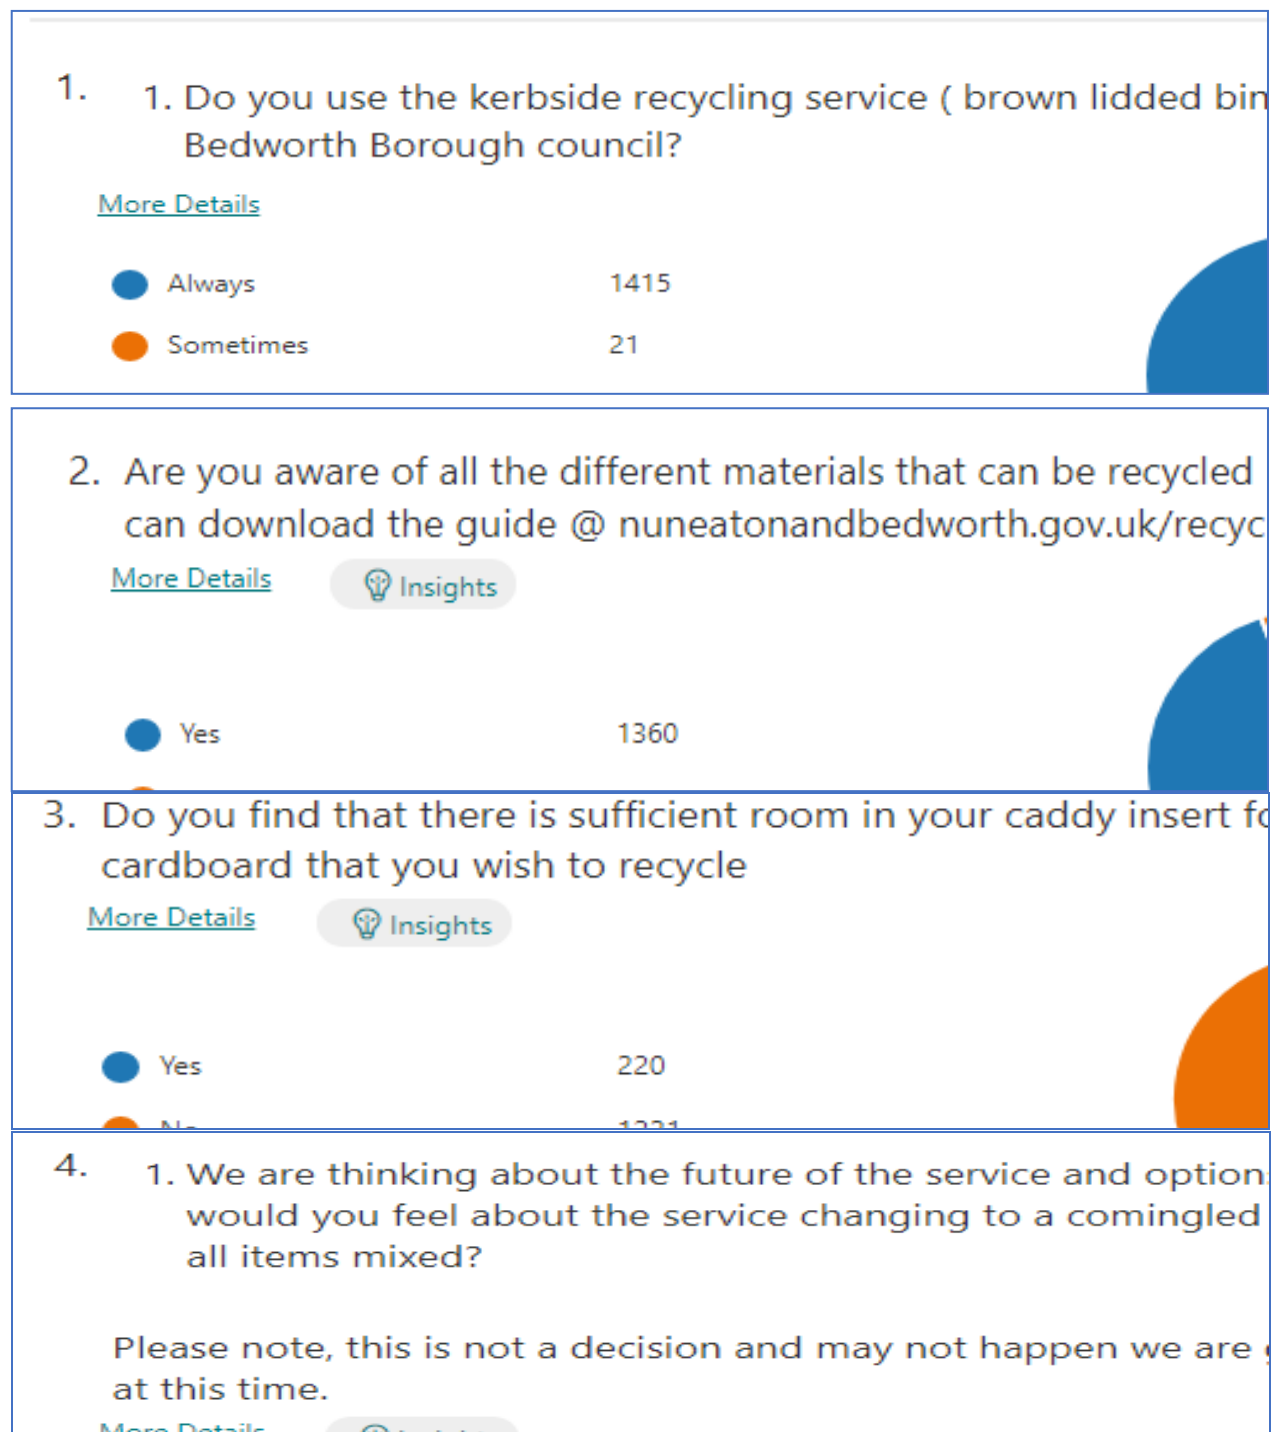 1. 1. Do you use the kerbside recycling service ( brown lidded bin
Bedworth Borough council?
More Details
Always 1415
Sometimes 21
2. Are you aware of all the different materials that can be recycled
can download the guide @ nuneatonandbedworth.gov.uk/recyc
More Details Insights
Yes 1360
3. Do you find that there is sufficient room in your caddy insert fo
cardboard that you wish to recycle
More Details Insights
Yes 220
No
4. 1. We are thinking about the future of the service and option
would you feel about the service changing to a comingled
all items mixed?
Please note, this is not a decision and may not happen we are
at this time.
More Details Insights